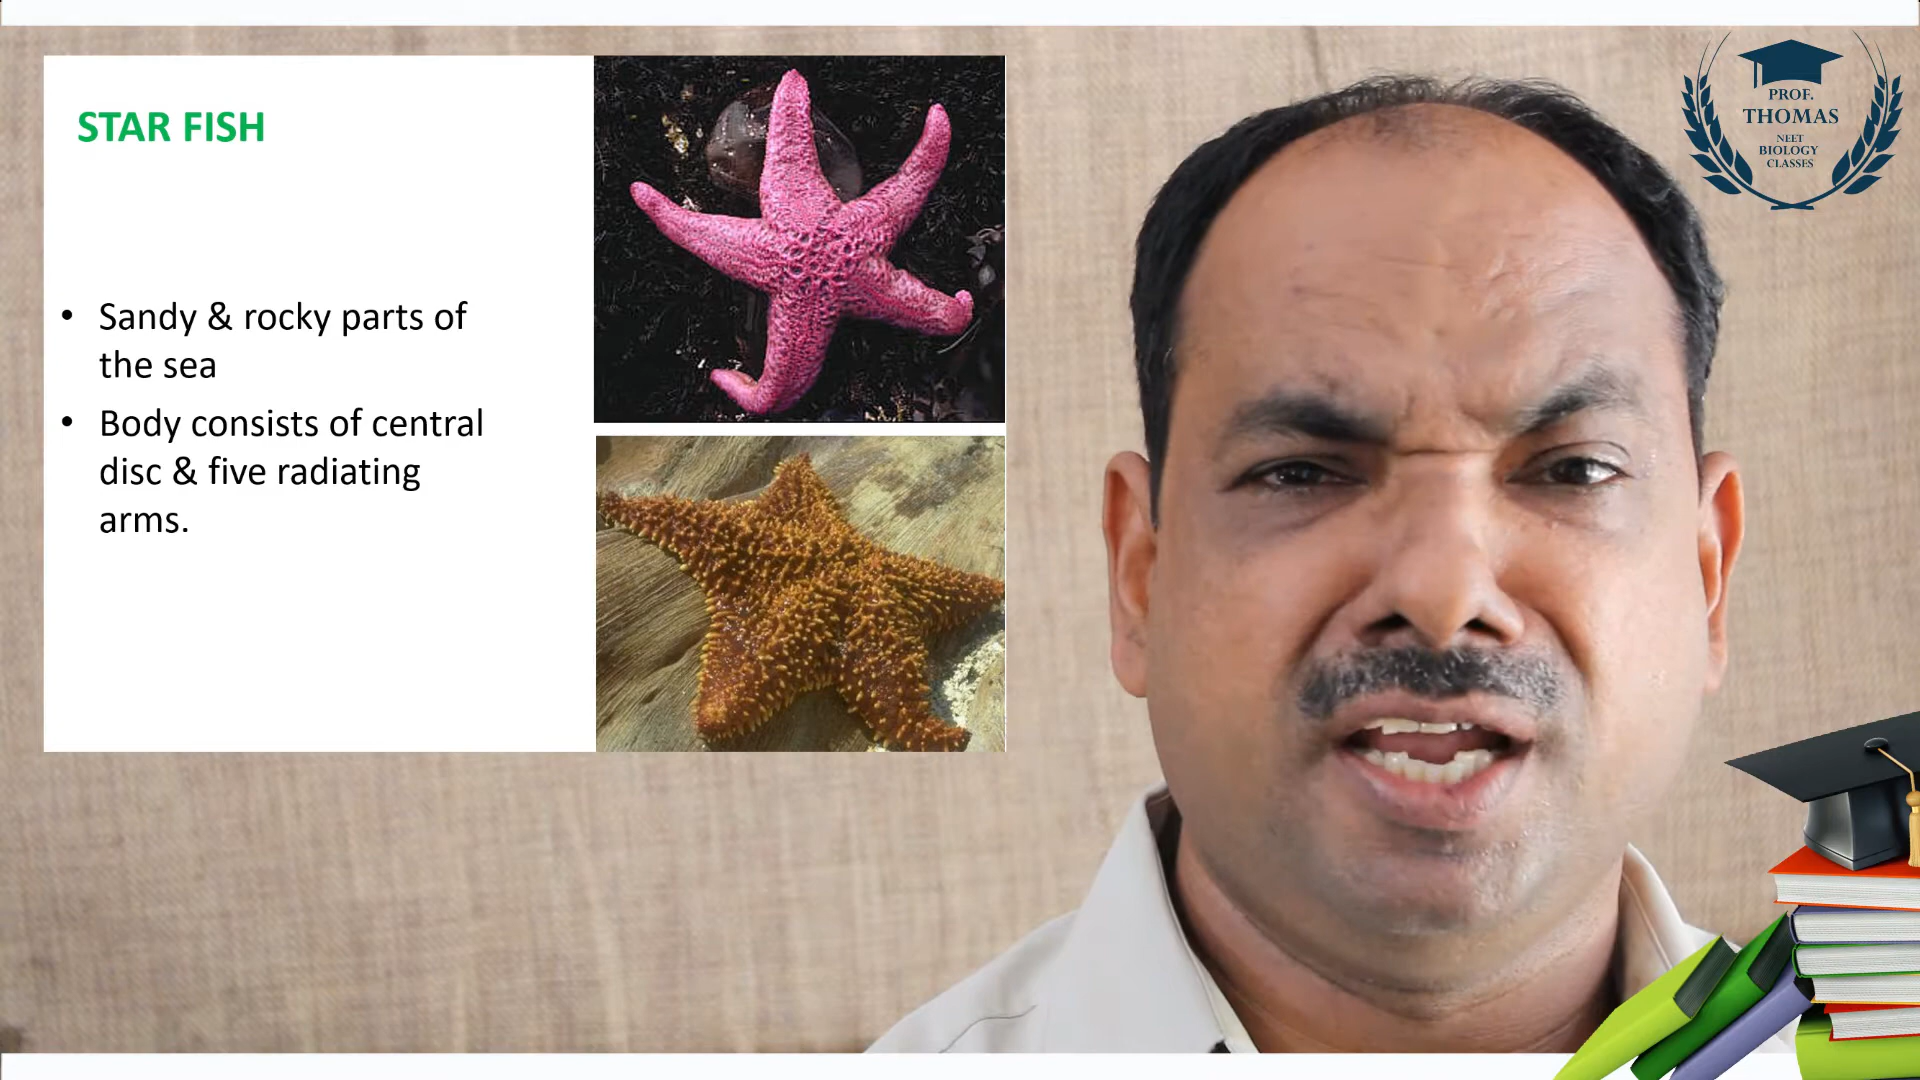 STAR FISH
• Sandy & rocky parts of
the sea
• Body consists of central
disc & five radiating
arms.
PROF.
THOMAS
NEET
BIOLOGY
CLASSES